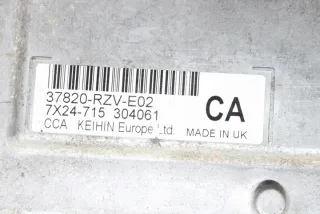 37820-RZV-E02
7X24-715 304061
CA
CCA KEIHIN Europe Ltd.
MADE IN UK